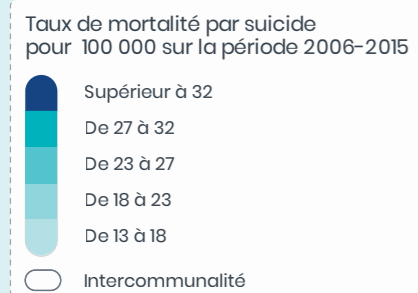 Taux de mortalité par suicide
pour 100 000 sur la période 2006-2015
Supérieur à 32
De 27 à 32
De 23 à 27
De 18 à 23
De 13 à 18
Intercommunalité